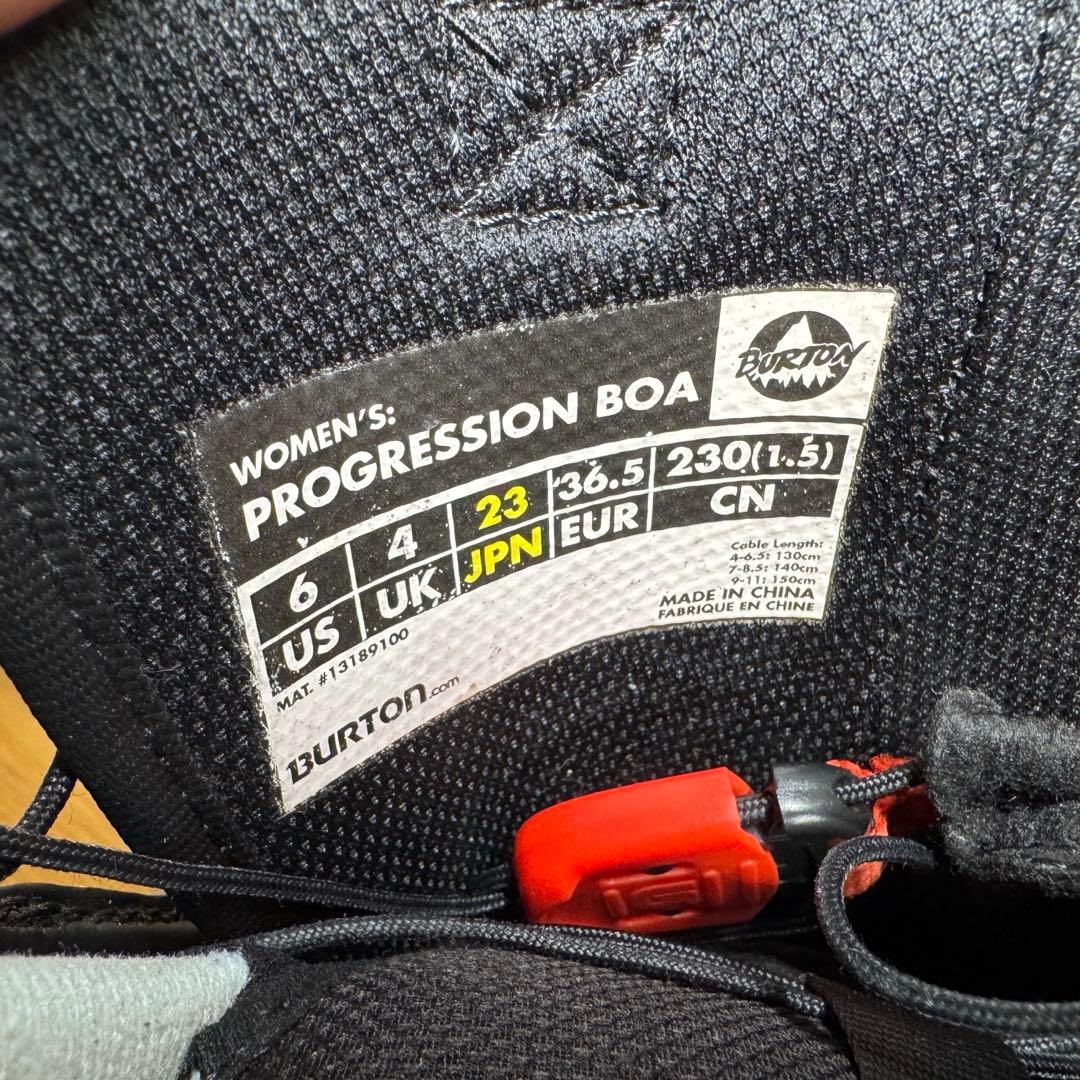 BURTON
WOMEN'S:
PROGRESSION BOA
6 4 23 36.5 230(1.5)
US UK JPN EUR CN
MAT. #13189100
Cable Length:
4-6.5: 130cm
7-8.5: 140cm
9-11: 150cm
MADE IN CHINA
FABRIQUE EN CHINE
BURTON.com